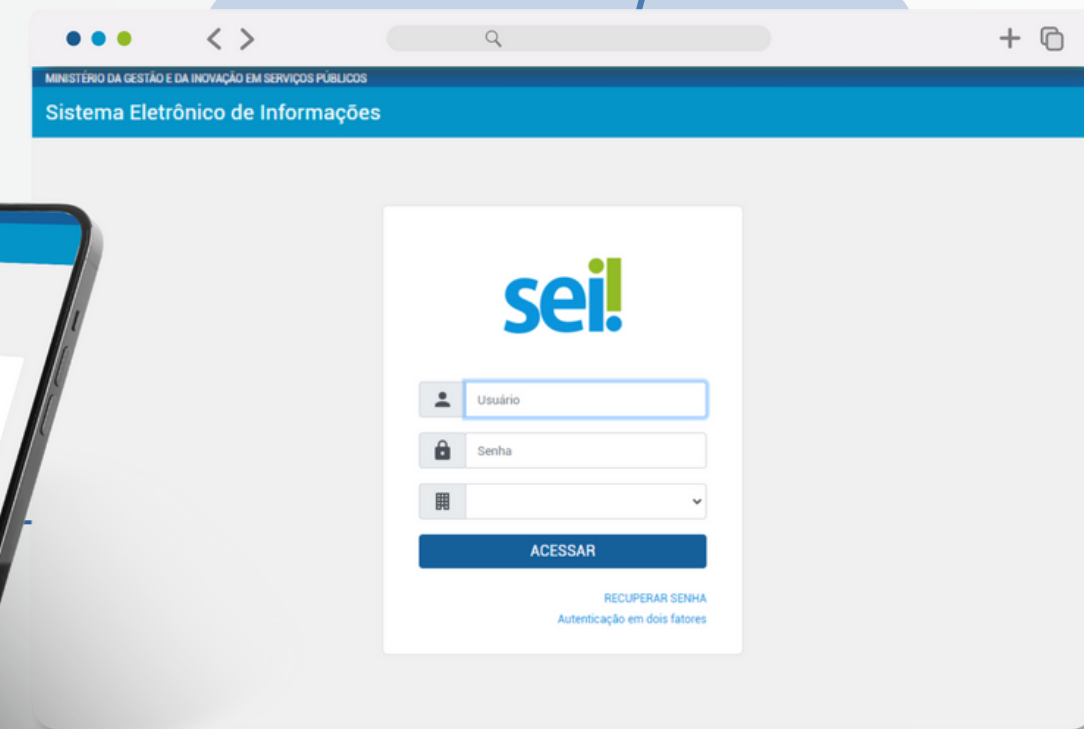 MINISTÉRIO DA GESTÃO E DA INOVAÇÃO EM SERVIÇOS PÚBLICOS
Sistema Eletrônico de Informações
sei!
Usuário
Senha
ACESSAR
RECUPERAR SENHA
Autenticação em dois fatores